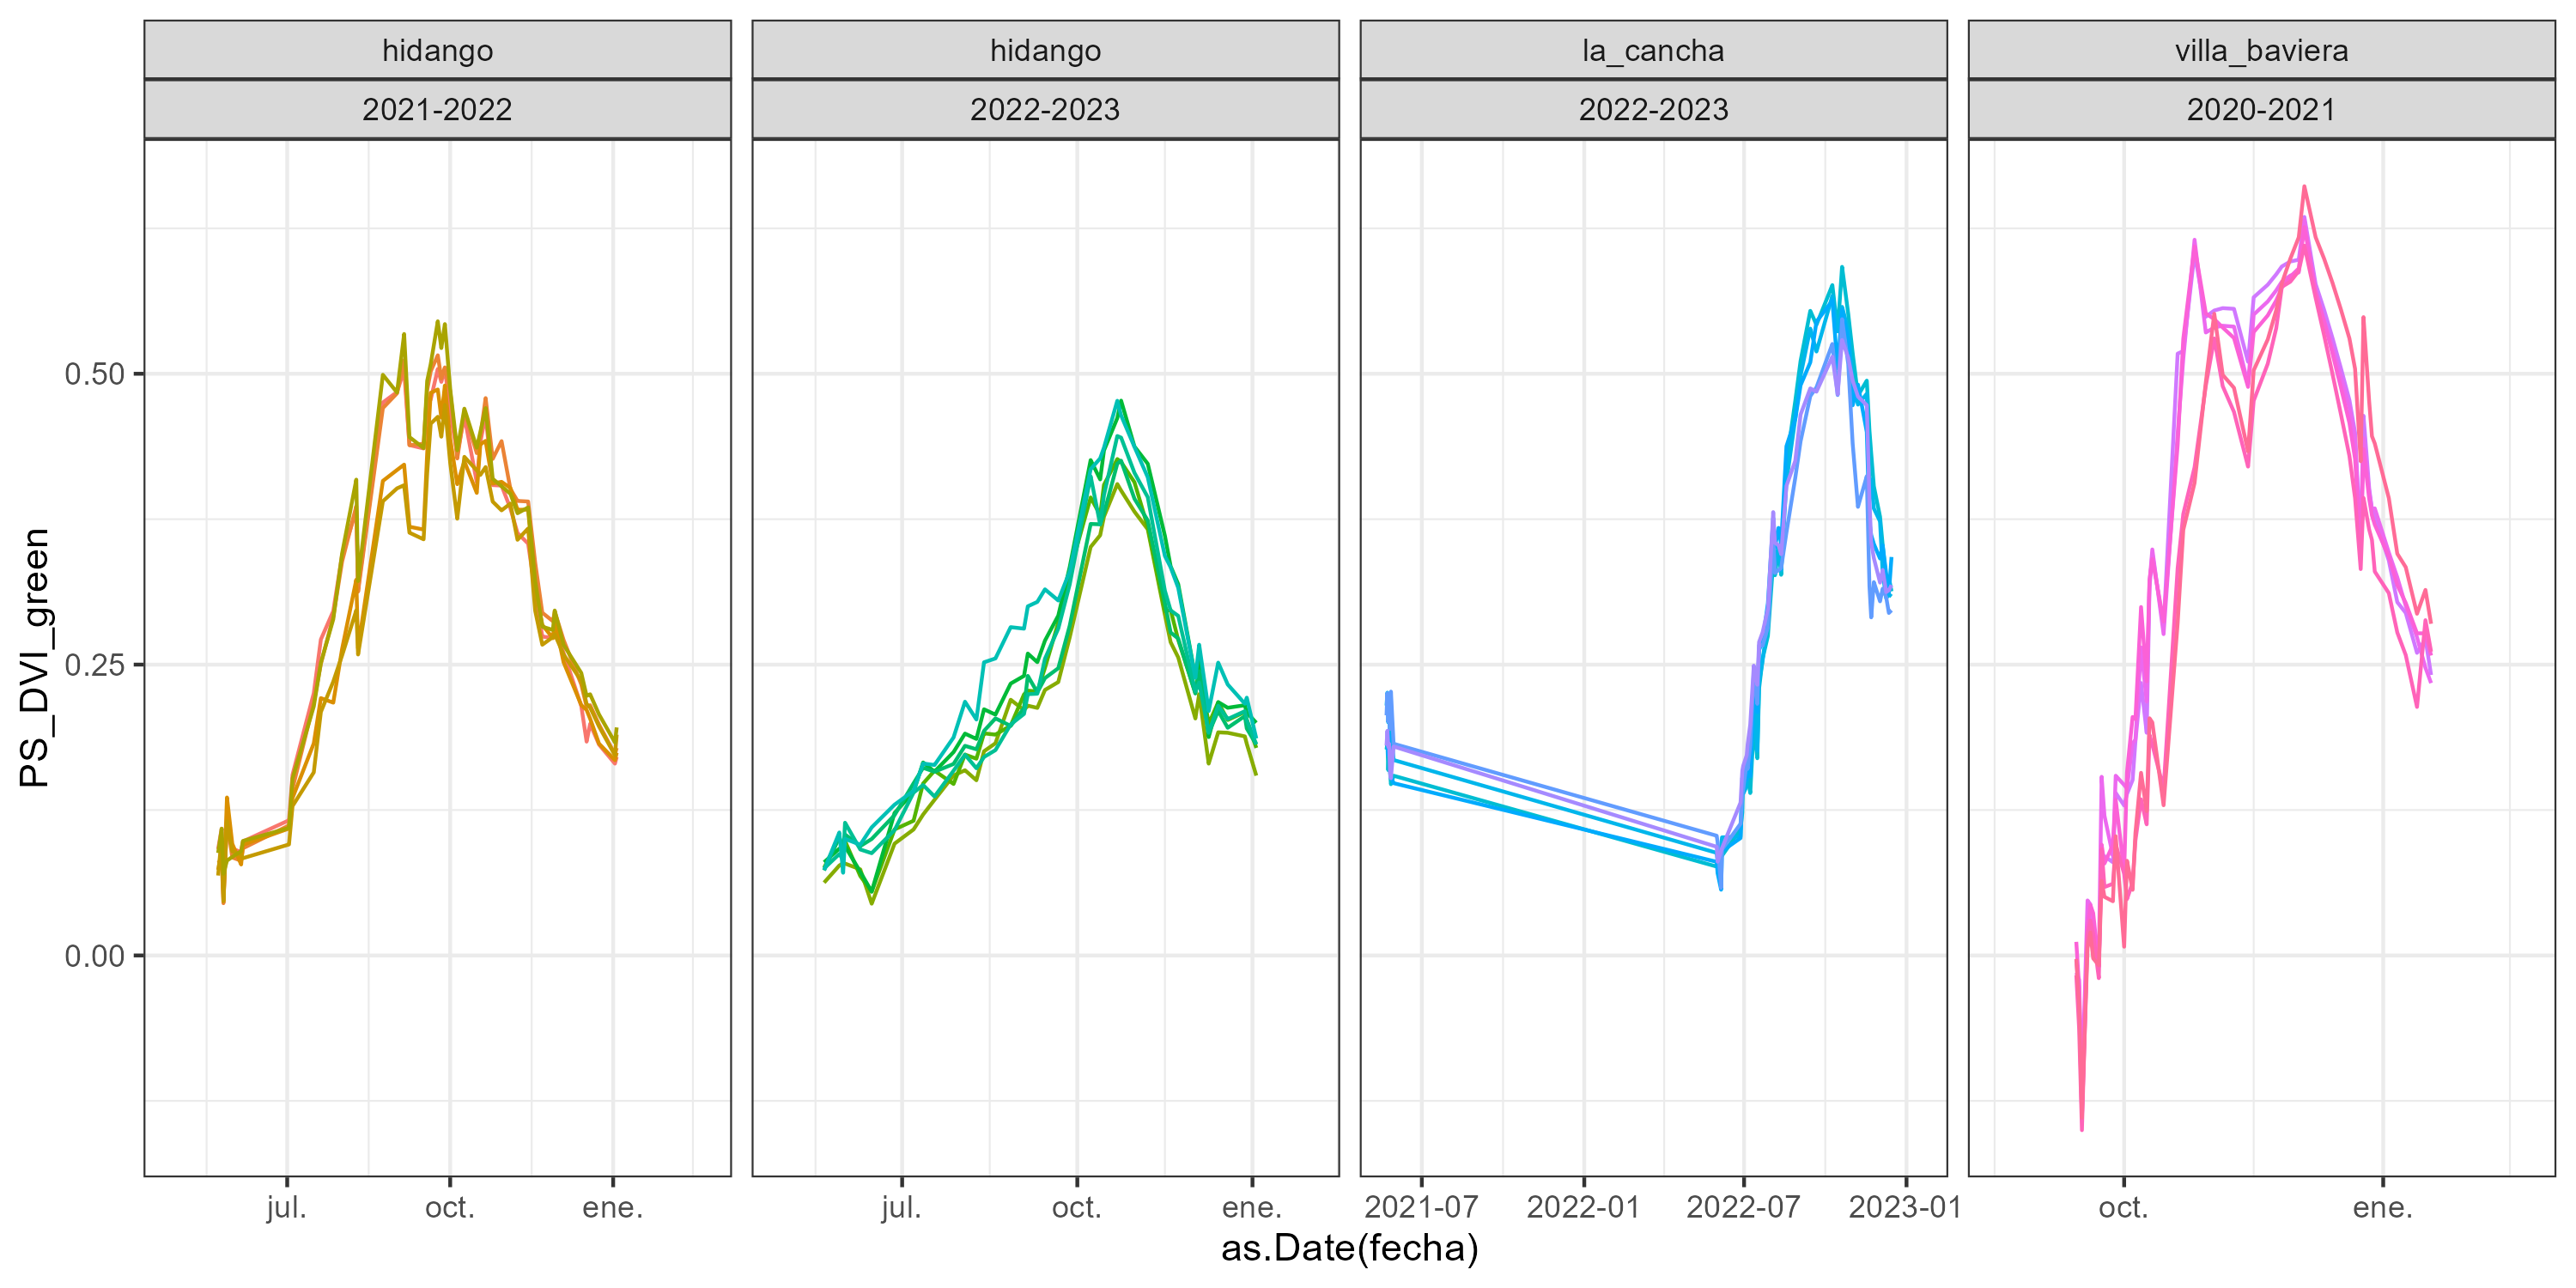 hidango hidango la_cancha villa_baviera
2021-2022 2022-2023 2022-2023 2020-2021
PS_DVI_green
0.50
0.25
0.00
jul. oct. ene. jul. oct. ene. 2021-07 2022-01 2022-07 2023-01 oct. ene.
as.Date(fecha)